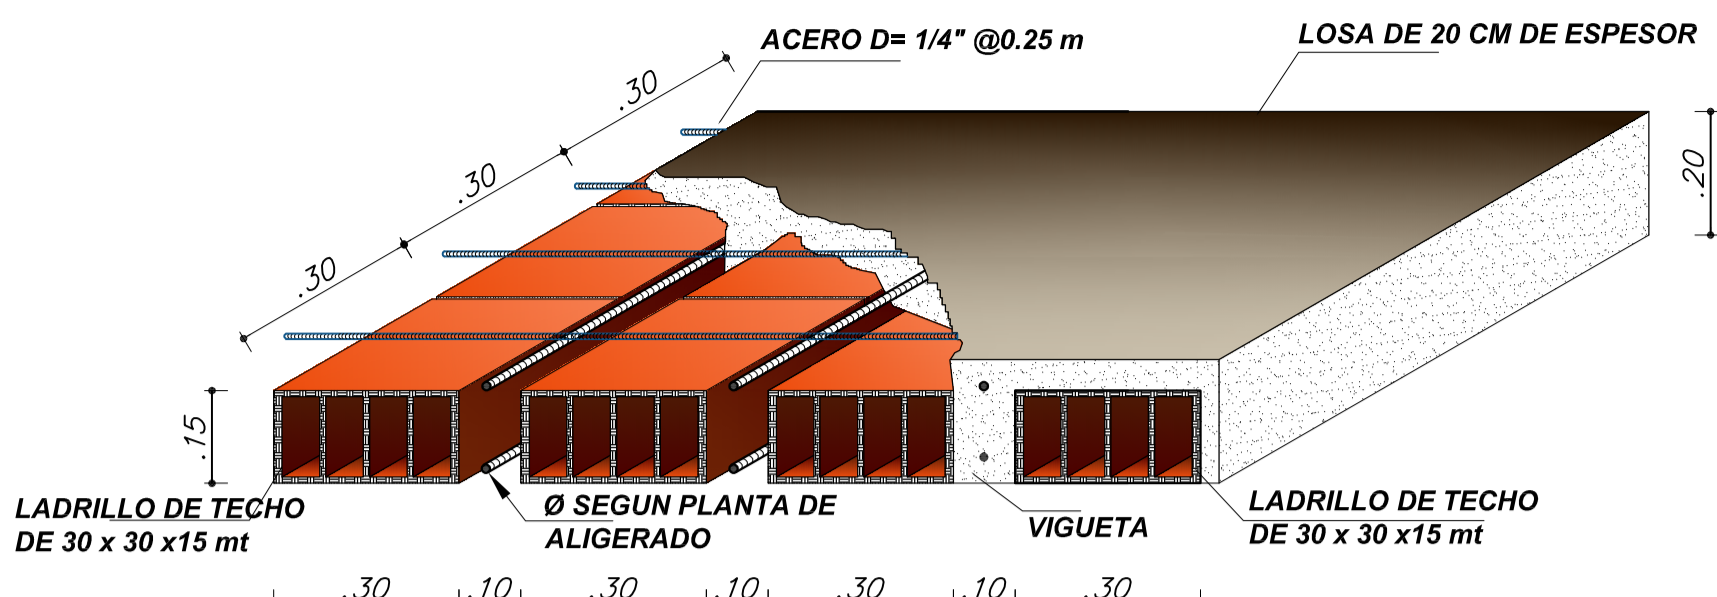 ACERO D= 1/4" @0.25 m
LOSA DE 20 CM DE ESPESOR
.30
.30
.30
.20
.15
LADRILLO DE TECHO
DE 30 x 30 x15 mt
Ø SEGUN PLANTA DE
ALIGERADO
VIGUETA
LADRILLO DE TECHO
DE 30 x 30 x15 mt
.30 .10 .30 .10 .30 .10 .30